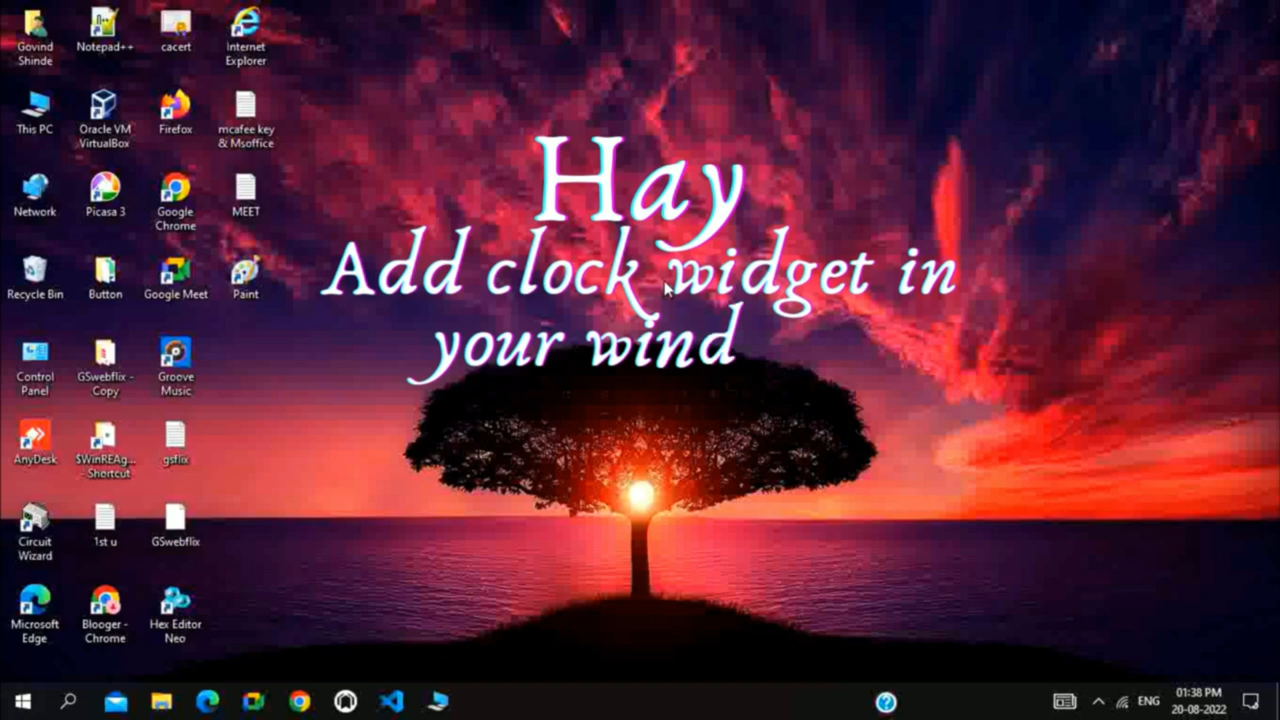 Govind
Shinde
Notepad++
cacert
Internet
Explorer
This PC
Oracle VM
VirtualBox
Firefox
mcafee key
& Msoffice
Network
Picasa 3
Google
Chrome
MEET
Recycle Bin
Button
Google Meet
Paint
Control
Panel
GSwebflix -
Copy
Groove
Music
AnyDesk
$WinREAg...
- Shortcut
gsflix
Circuit
Wizard
1st u
GSwebflix
Microsoft
Edge
Blooger -
Chrome
Hex Editor
Neo
Hay
Add clock widget in
your wind
ENG
01:38 PM
20-08-2022